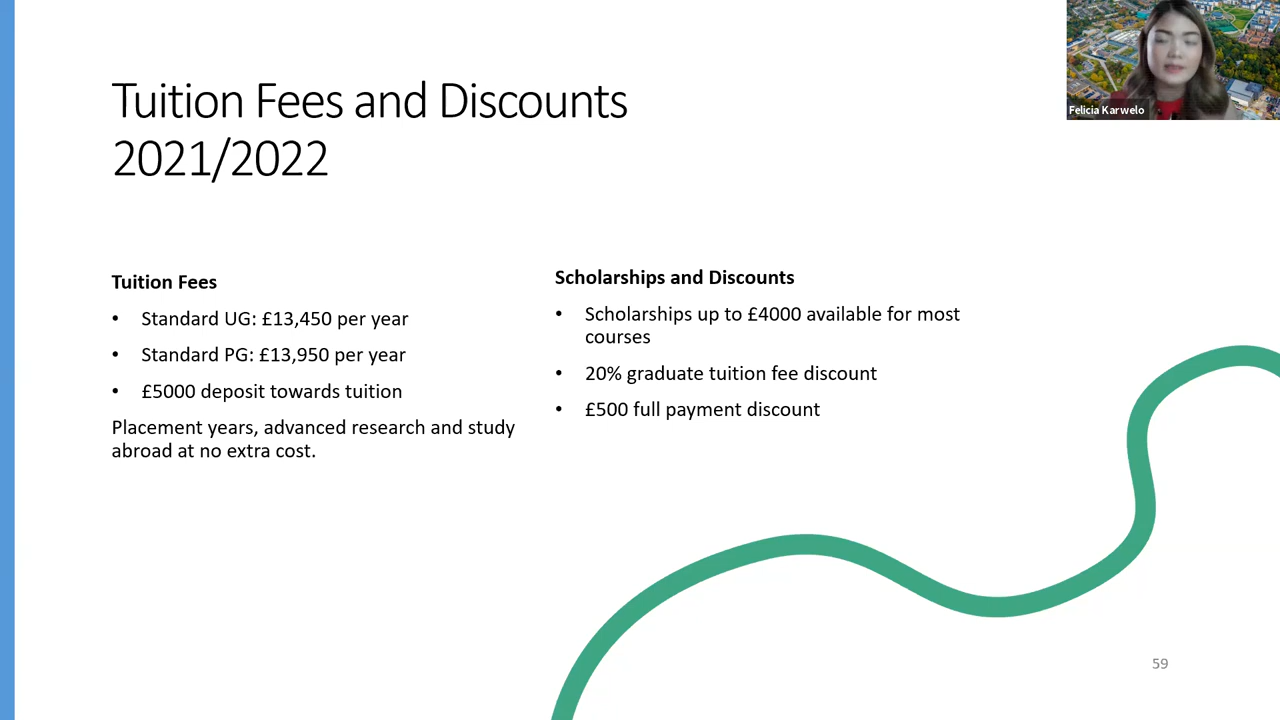 Tuition Fees and Discounts
2021/2022
Felicia Karwelo
Tuition Fees
• Standard UG: £13,450 per year
• Standard PG: £13,950 per year
• £5000 deposit towards tuition
Placement years, advanced research and study
abroad at no extra cost.
Scholarships and Discounts
• Scholarships up to £4000 available for most
courses
• 20% graduate tuition fee discount
• £500 full payment discount
59